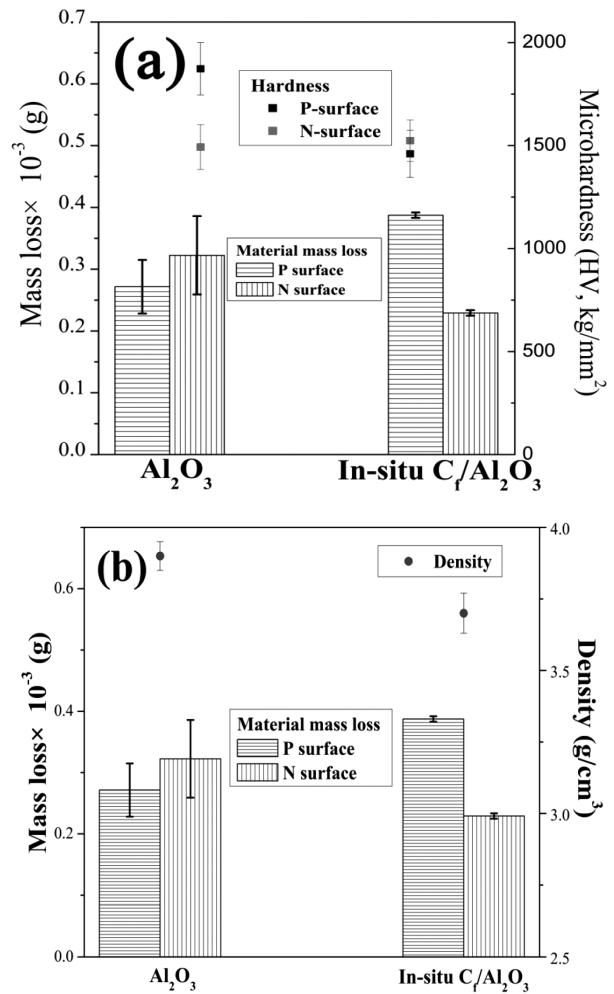 (a)
0.7
0.6
0.5
0.4
0.3
0.2
0.1
0.0
Mass loss× 10⁻³ (g)
Hardness
P-surface
N-surface
Material mass loss
P surface
N surface
2000
1500
1000
500
0
Microhardness (HV, kg/mm²)
Al₂O₃
In-situ C_f/Al₂O₃
(b)
0.6
0.4
0.2
0.0
Mass loss× 10⁻³ (g)
Density
Material mass loss
P surface
N surface
4.0
3.5
3.0
2.5
Density (g/cm³)
Al₂O₃
In-situ C_f/Al₂O₃